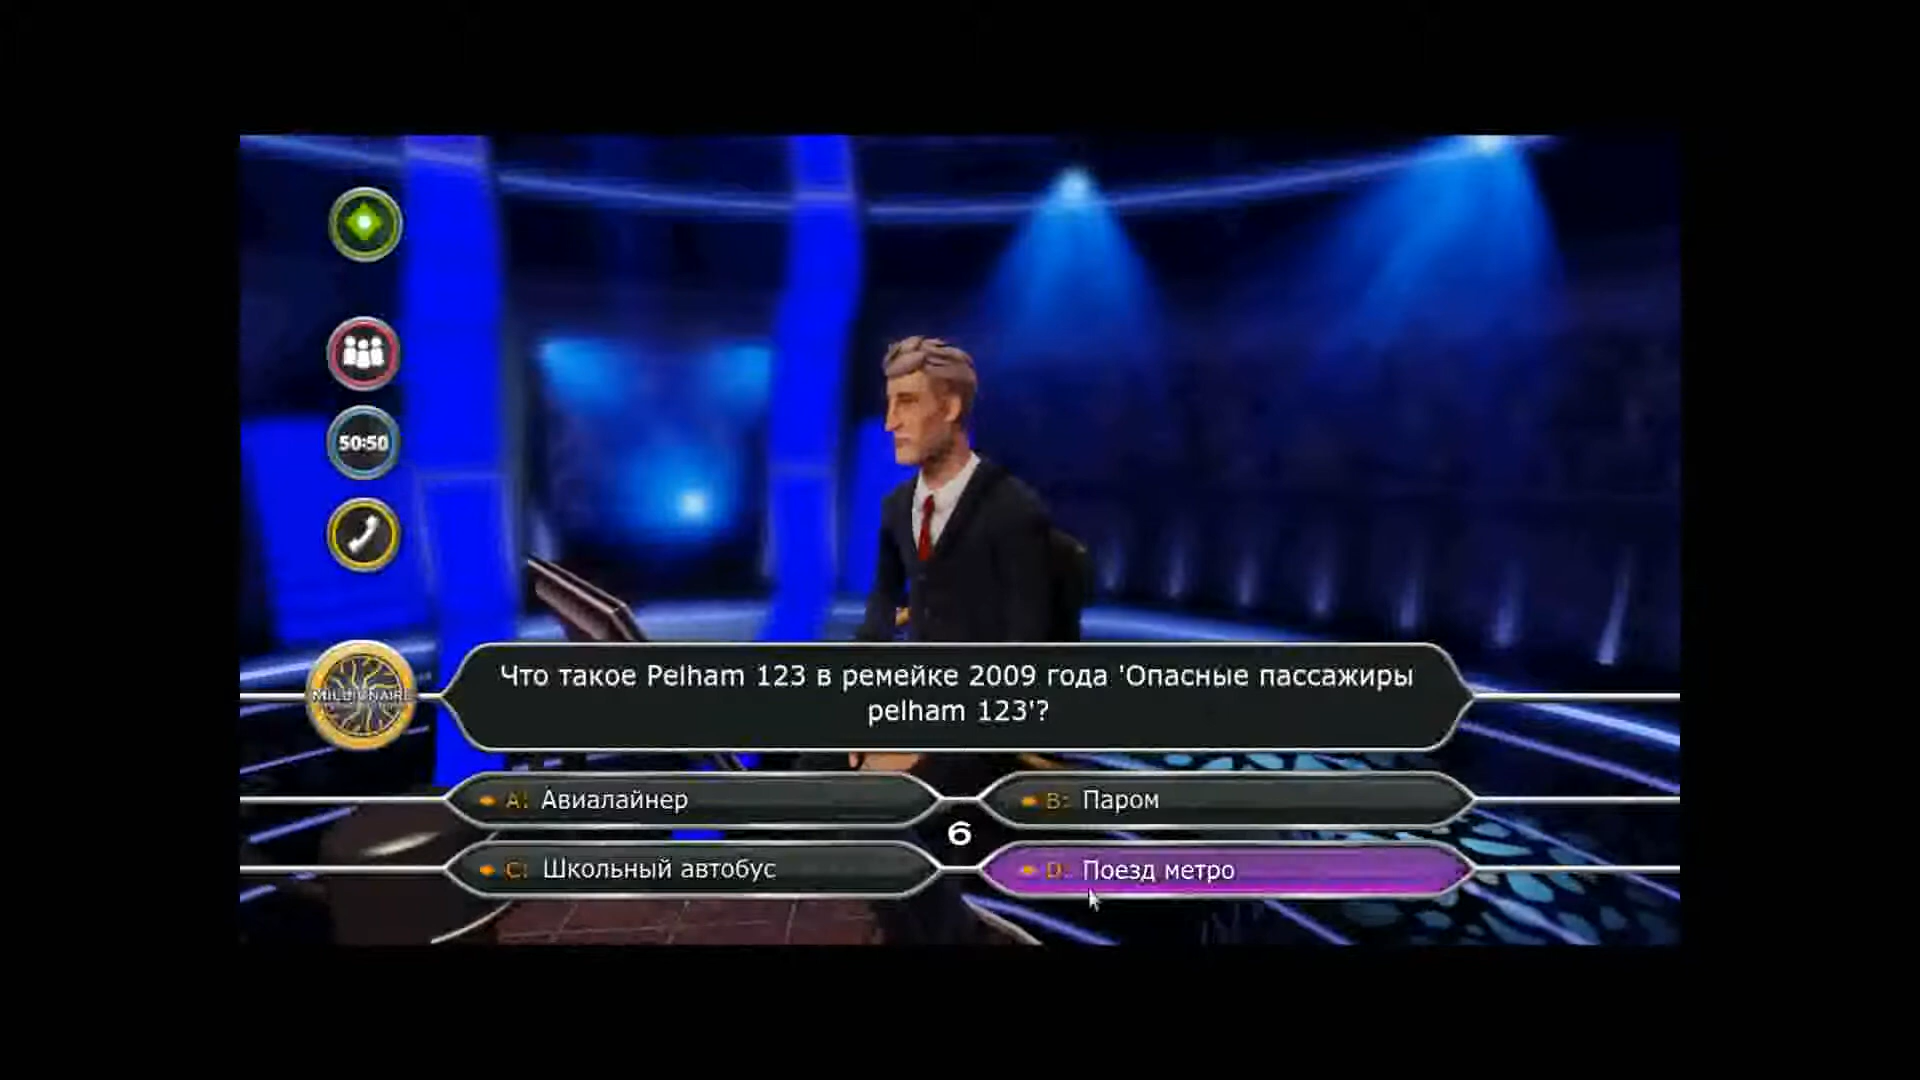 50:50
MILLIONAIRE
Что такое Pelham 123 в ремейке 2009 года 'Опасные пассажиры
pelham 123'?
A: Авиалайнер
B: Паром
6
C: Школьный автобус
D: Поезд метро